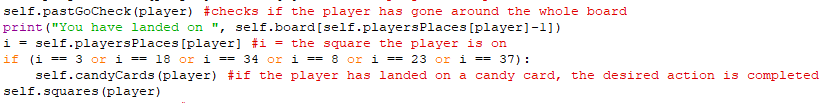 self.pastGoCheck(player) #checks if the player has gone around the whole board
print("You have landed on ", self.board[self.playersPlaces[player]-1])
i = self.playersPlaces[player] #i = the square the player is on
if (i == 3 or i == 18 or i == 34 or i == 8 or i == 23 or i == 37):
    self.candyCards(player) #if the player has landed on a candy card, the desired action is completed
self.squares(player)